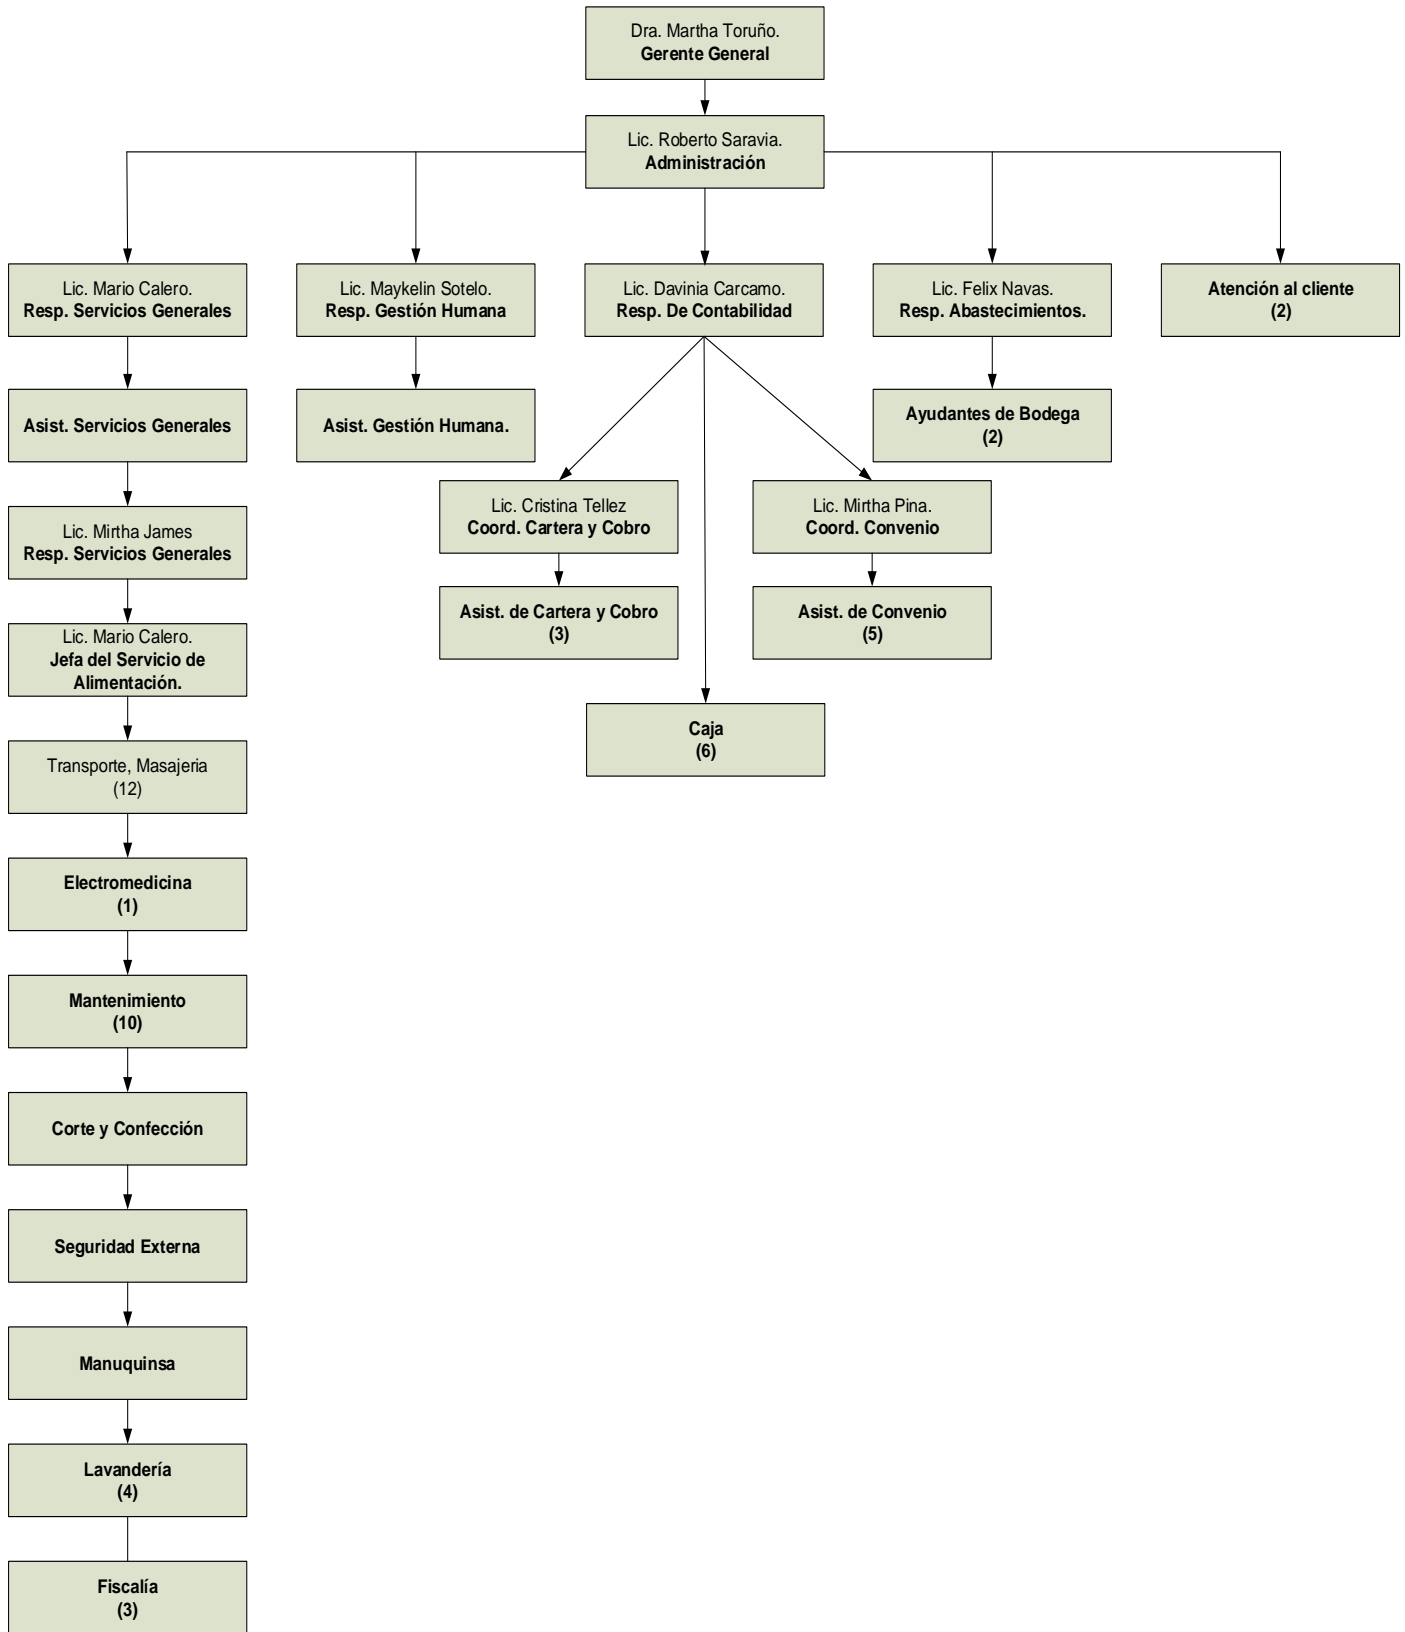 Dra. Martha Toruño.
Gerente General
Lic. Roberto Saravia.
Administración
Lic. Mario Calero.
Resp. Servicios Generales
Lic. Maykelin Sotelo.
Resp. Gestión Humana
Lic. Davinia Carcamo.
Resp. De Contabilidad
Lic. Felix Navas.
Resp. Abastecimientos.
Atención al cliente
(2)
Asist. Servicios Generales
Asist. Gestión Humana.
Ayudantes de Bodega
(2)
Lic. Mirtha James
Resp. Servicios Generales
Lic. Cristina Tellez
Coord. Cartera y Cobro
Lic. Mirtha Pina.
Coord. Convenio
Asist. de Cartera y Cobro
(3)
Asist. de Convenio
(5)
Lic. Mario Calero.
Jefa del Servicio de
Alimentación.
Caja
(6)
Transporte, Masajeria
(12)
Electromedicina
(1)
Mantenimiento
(10)
Corte y Confección
Seguridad Externa
Manuquinsa
Lavandería
(4)
Fiscalía
(3)